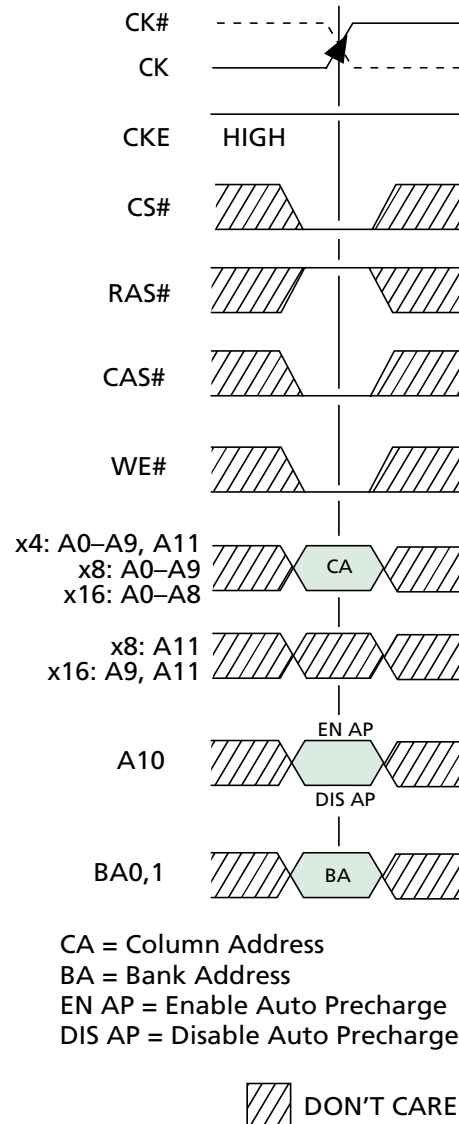 CK#
CK
CKE HIGH
CS#
RAS#
CAS#
WE#
x4: A0–A9, A11
x8: A0–A9
x16: A0–A8
CA
x8: A11
x16: A9, A11
EN AP
A10
DIS AP
BA0,1 BA
CA = Column Address
BA = Bank Address
EN AP = Enable Auto Precharge
DIS AP = Disable Auto Precharge
DON'T CARE